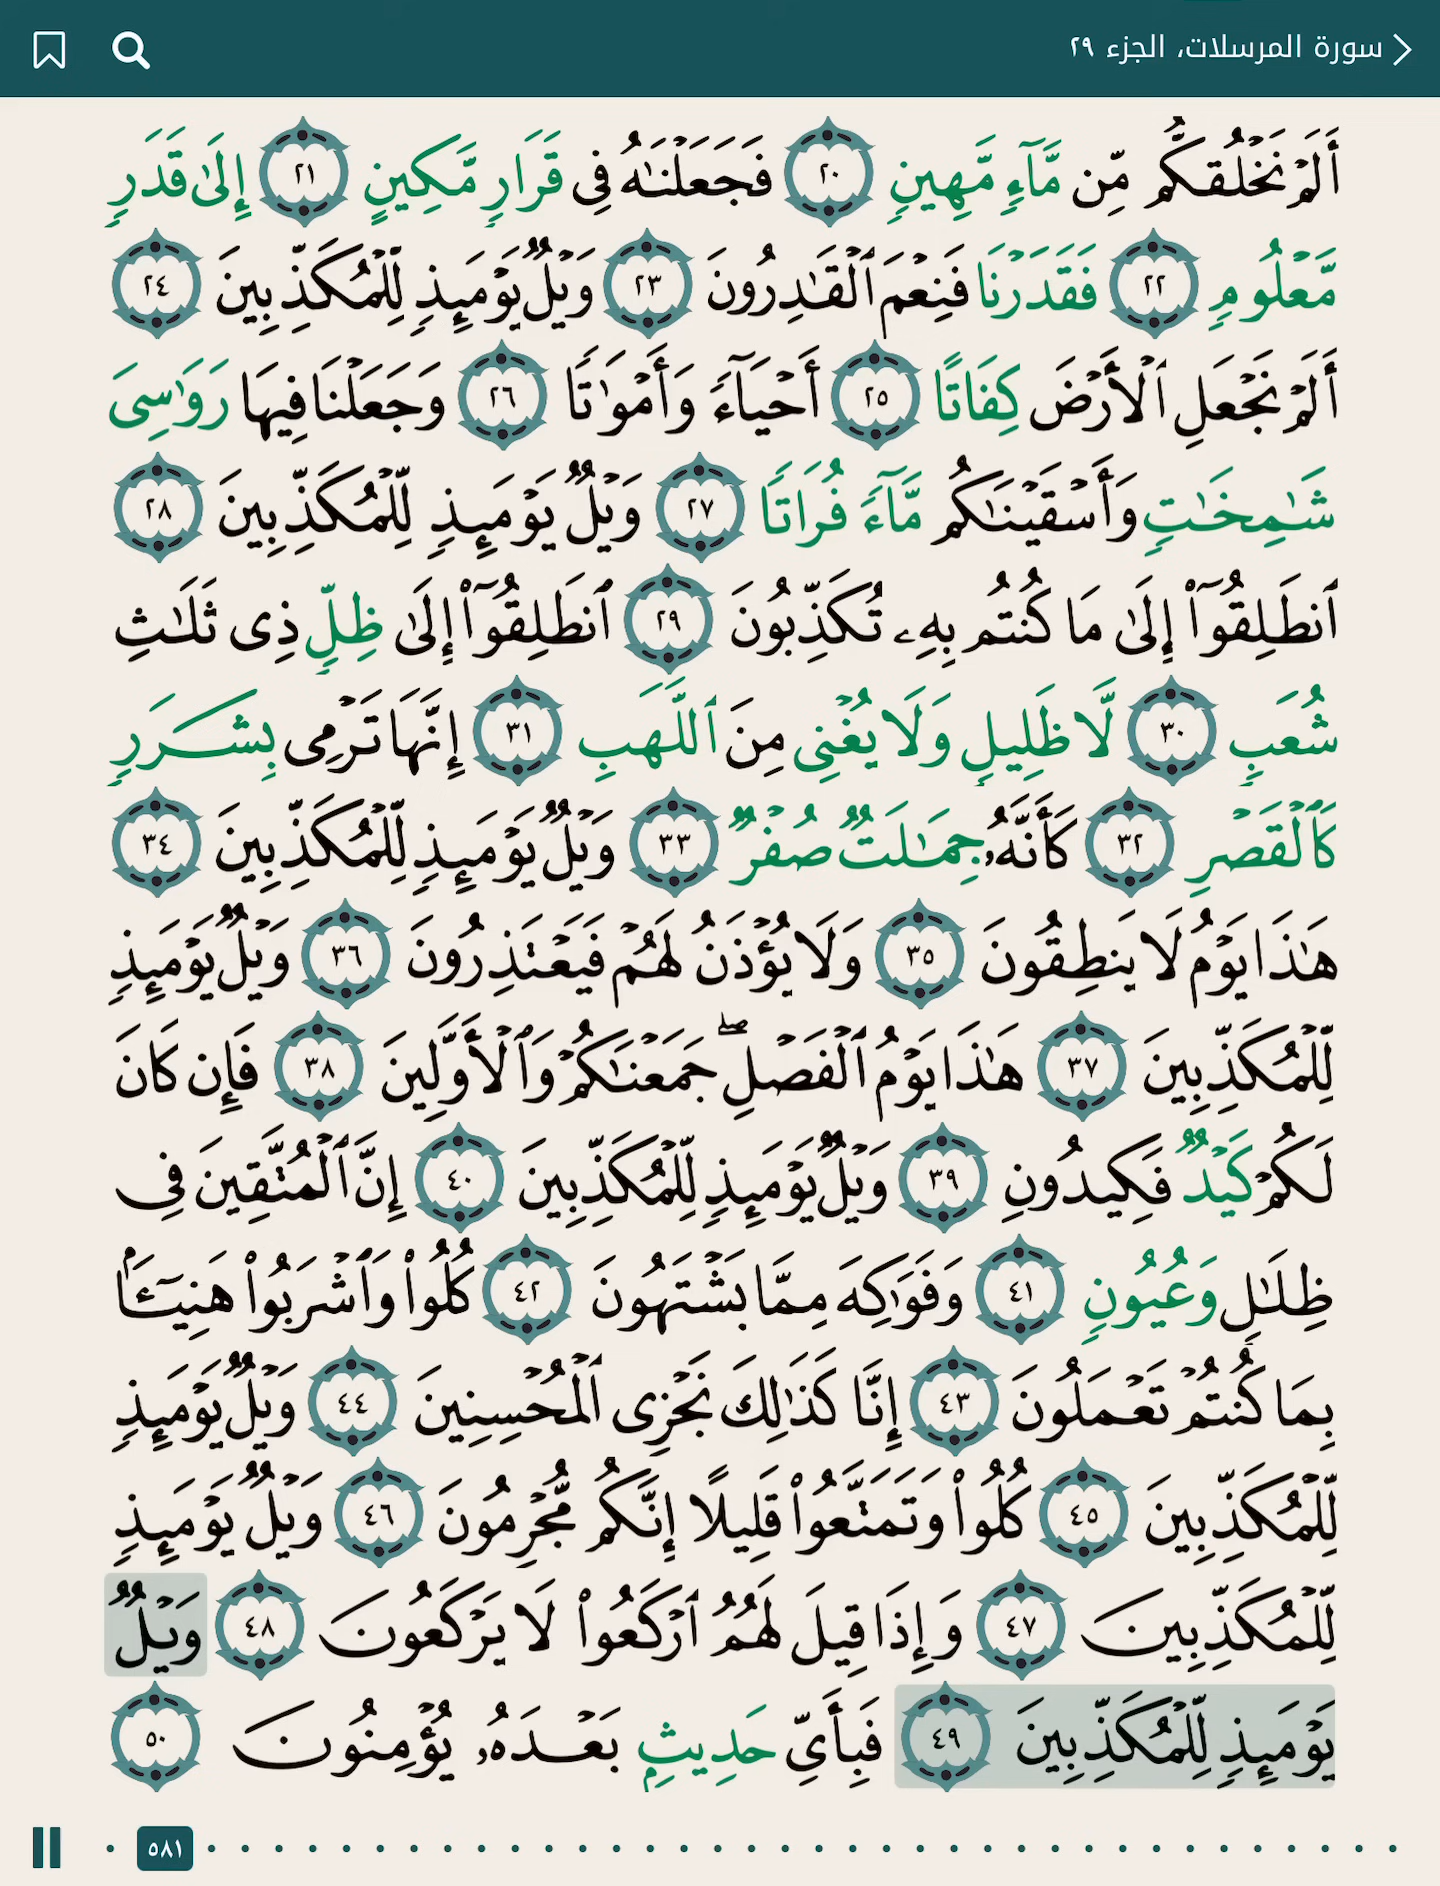 سورة المرسلات، الجزء ٢٩
أَلَمْ نَخْلُقكُّم مِّن مَّآءٍ مَّهِينٍ ٢٠ فَجَعَلْنَٰهُ فِى قَرَارٍ مَّكِينٍ ٢١ إِلَىٰ قَدَرٍ
مَّعْلُومٍ ٢٢ فَقَدَرْنَا فَنِعْمَ ٱلْقَٰدِرُونَ ٢٣ وَيْلٌ يَوْمَئِذٍ لِّلْمُكَذِّبِينَ ٢٤
أَلَمْ نَجْعَلِ ٱلْأَرْضَ كِفَاتًا ٢٥ أَحْيَآءً وَأَمْوَٰتًا ٢٦ وَجَعَلْنَا فِيهَا رَوَٰسِىَ
شَٰمِخَٰتٍ وَأَسْقَيْنَٰكُم مَّآءً فُرَاتًا ٢٧ وَيْلٌ يَوْمَئِذٍ لِّلْمُكَذِّبِينَ ٢٨
ٱنطَلِقُوٓا۟ إِلَىٰ مَا كُنتُم بِهِۦ تُكَذِّبُونَ ٢٩ ٱنطَلِقُوٓا۟ إِلَىٰ ظِلٍّ ذِى ثَلَٰثِ
شُعَبٍ ٣٠ لَّا ظَلِيلٍ وَلَا يُغْنِى مِنَ ٱللَّهَبِ ٣١ إِنَّهَا تَرْمِى بِشَرَرٍ
كَٱلْقَصْرِ ٣٢ كَأَنَّهُۥ جِمَٰلَتٌ صُفْرٌ ٣٣ وَيْلٌ يَوْمَئِذٍ لِّلْمُكَذِّبِينَ ٣٤
هَٰذَا يَوْمُ لَا يَنطِقُونَ ٣٥ وَلَا يُؤْذَنُ لَهُمْ فَيَعْتَذِرُونَ ٣٦ وَيْلٌ يَوْمَئِذٍ
لِّلْمُكَذِّبِينَ ٣٧ هَٰذَا يَوْمُ ٱلْفَصْلِ ۖ جَمَعْنَٰكُمْ وَٱلْأَوَّلِينَ ٣٨ فَإِن كَانَ
لَكُمْ كَيْدٌ فَكِيدُونِ ٣٩ وَيْلٌ يَوْمَئِذٍ لِّلْمُكَذِّبِينَ ٤٠ إِنَّ ٱلْمُتَّقِينَ فِى
ظِلَٰلٍ وَعُيُونٍ ٤١ وَفَوَٰكِهَ مِمَّا يَشْتَهُونَ ٤٢ كُلُوا۟ وَٱشْرَبُوا۟ هَنِيٓـًٔۢا
بِمَا كُنتُمْ تَعْمَلُونَ ٤٣ إِنَّا كَذَٰلِكَ نَجْزِى ٱلْمُحْسِنِينَ ٤٤ وَيْلٌ يَوْمَئِذٍ
لِّلْمُكَذِّبِينَ ٤٥ كُلُوا۟ وَتَمَتَّعُوا۟ قَلِيلًا إِنَّكُم مُّجْرِمُونَ ٤٦ وَيْلٌ يَوْمَئِذٍ
لِّلْمُكَذِّبِينَ ٤٧ وَإِذَا قِيلَ لَهُمُ ٱرْكَعُوا۟ لَا يَرْكَعُونَ ٤٨ وَيْلٌ
يَوْمَئِذٍ لِّلْمُكَذِّبِينَ ٤٩ فَبِأَىِّ حَدِيثٍۭ بَعْدَهُۥ يُؤْمِنُونَ ٥٠
٥٨١